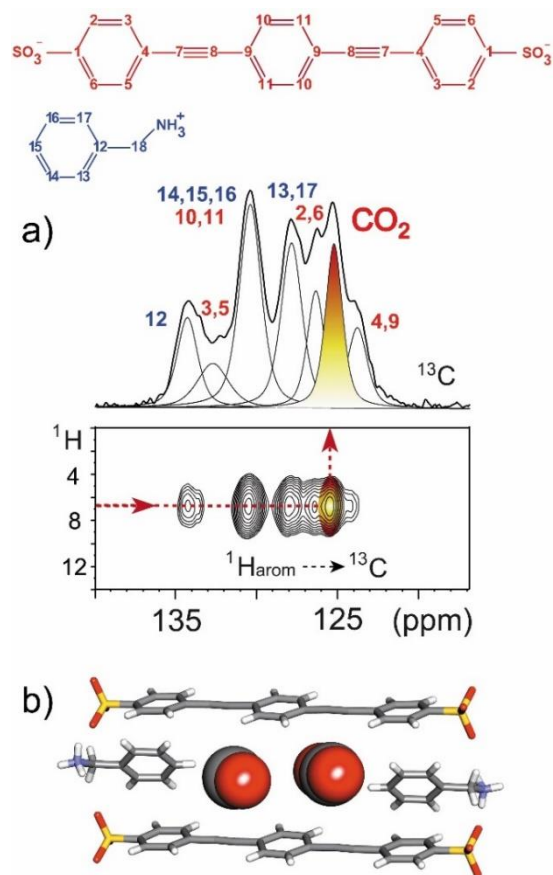 2 3 10 11 5 6
SO3⁻ 1 4 7 8 9 9 8 7 4 1 SO3⁻
6 5 11 10 3 2
16 17 NH3⁺
15 12 18
14 13
14,15,16 13,17
10,11 2,6 CO2
a)
12 3,5 4,9
¹³C
¹H
4
8
¹Harom ----> ¹³C
12
135 125 (ppm)
b)